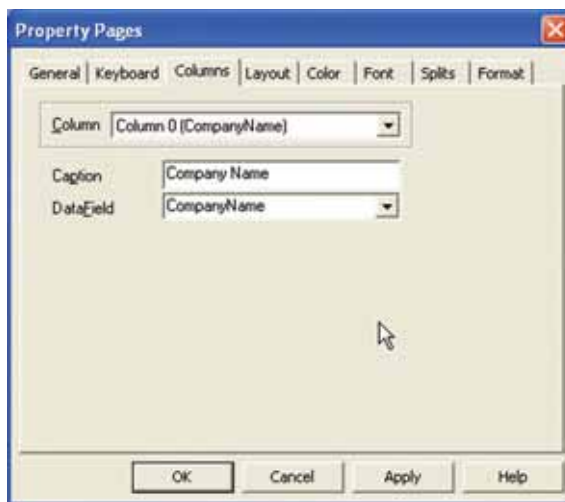 Property Pages
General Keyboard Columns Layout Color Font Splits Format
Column Column 0 (CompanyName)
Caption Company Name
DataField CompanyName
OK Cancel Apply Help